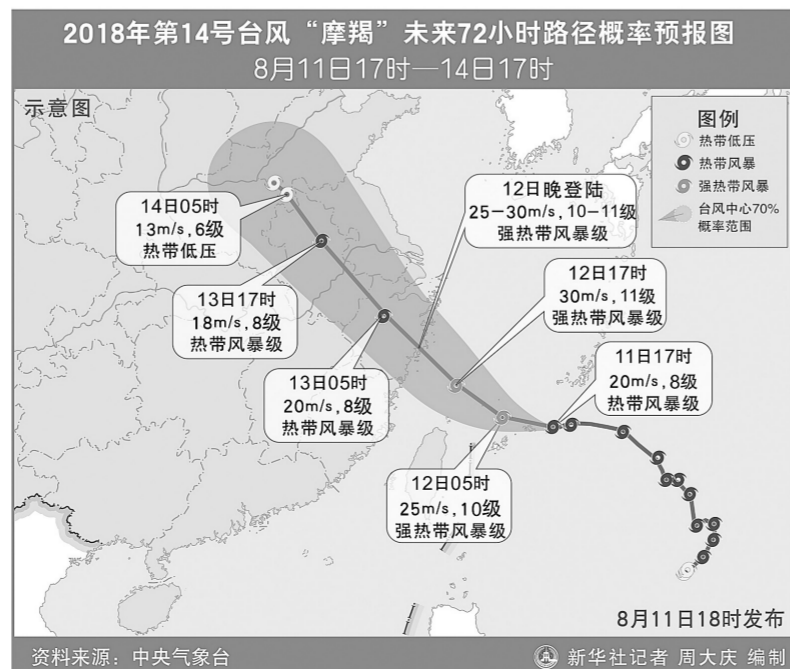 2018年第14号台风“摩羯”未来72小时路径概率预报图
8月11日17时—14日17时
示意图
图例
热带低压
热带风暴
强热带风暴
台风中心70%
概率范围
14日05时
13m/s,6级
热带低压
12日晚登陆
25－30m/s,10－11级
强热带风暴级
13日17时
18m/s,8级
热带风暴级
12日17时
30m/s,11级
强热带风暴级
13日05时
20m/s,8级
热带风暴级
11日17时
20m/s,8级
热带风暴级
12日05时
25m/s,10级
强热带风暴级
8月11日18时发布
资料来源：中央气象台
新华社记者 周大庆 编制